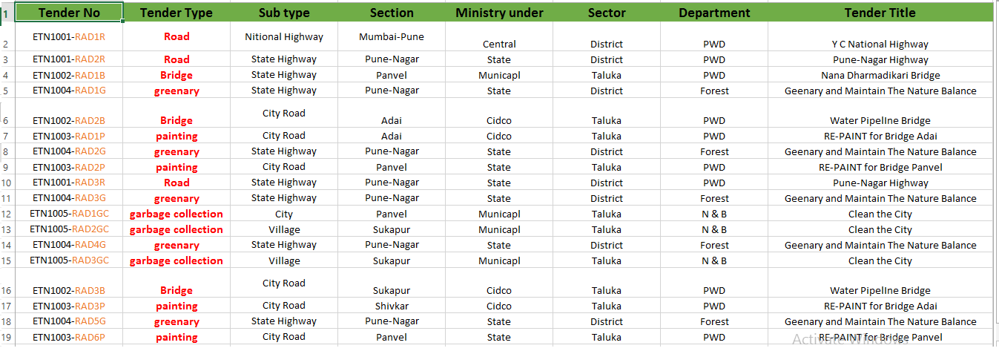 1 Tender No Tender Type Sub type Section Ministry under Sector Department Tender Title
2 ETN1001-RAD1R Road Nitional Highway Mumbai-Pune Central District PWD Y C National Highway
3 ETN1001-RAD2R Road State Highway Pune-Nagar State District PWD Pune-Nagar Highway
4 ETN1002-RAD1B Bridge State Highway Panvel Municapl Taluka PWD Nana Dharmadikari Bridge
5 ETN1004-RAD1G greenary State Highway Pune-Nagar State District Forest Geenary and Maintain The Nature Balance
6 ETN1002-RAD2B Bridge City Road Adai Cidco Taluka PWD Water PipelIne Bridge
7 ETN1003-RAD1P painting City Road Adai Cidco Taluka PWD RE-PAINT for Bridge Adai
8 ETN1004-RAD2G greenary State Highway Pune-Nagar State District Forest Geenary and Maintain The Nature Balance
9 ETN1003-RAD2P painting City Road Panvel State Taluka PWD RE-PAINT for Bridge Panvel
10 ETN1001-RAD3R Road State Highway Pune-Nagar State District PWD Pune-Nagar Highway
11 ETN1004-RAD3G greenary State Highway Pune-Nagar State District Forest Geenary and Maintain The Nature Balance
12 ETN1005-RAD1GC garbage collection City Panvel Municapl Taluka N & B Clean the City
13 ETN1005-RAD2GC garbage collection Village Sukapur Municapl Taluka N & B Clean the City
14 ETN1004-RAD4G greenary State Highway Pune-Nagar State District Forest Geenary and Maintain The Nature Balance
15 ETN1005-RAD3GC garbage collection Village Sukapur Municapl Taluka N & B Clean the City
16 ETN1002-RAD3B Bridge City Road Sukapur Cidco Taluka PWD Water PipelIne Bridge
17 ETN1003-RAD3P painting City Road Shivkar Cidco Taluka PWD RE-PAINT for Bridge Adai
18 ETN1004-RAD5G greenary State Highway Pune-Nagar State District Forest Geenary and Maintain The Nature Balance
19 ETN1003-RAD6P painting City Road Panvel State Taluka PWD RE-PAINT for Bridge Panvel
Activate Windows